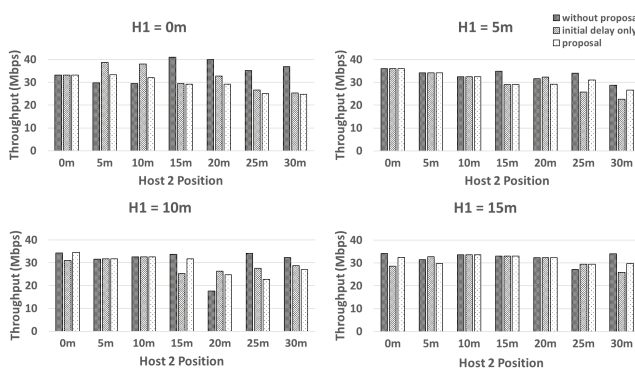 H1 = 0m
Throughput (Mbps)
40
30
20
10
0
0m 5m 10m 15m 20m 25m 30m
Host 2 Position
H1 = 5m
without proposa
initial delay only
proposal
Throughput (Mbps)
40
30
20
10
0
0m 5m 10m 15m 20m 25m 30m
Host 2 Position
H1 = 10m
Throughput (Mbps)
40
30
20
10
0
0m 5m 10m 15m 20m 25m 30m
Host 2 Position
H1 = 15m
Throughput (Mbps)
40
30
20
10
0
0m 5m 10m 15m 20m 25m 30m
Host 2 Position